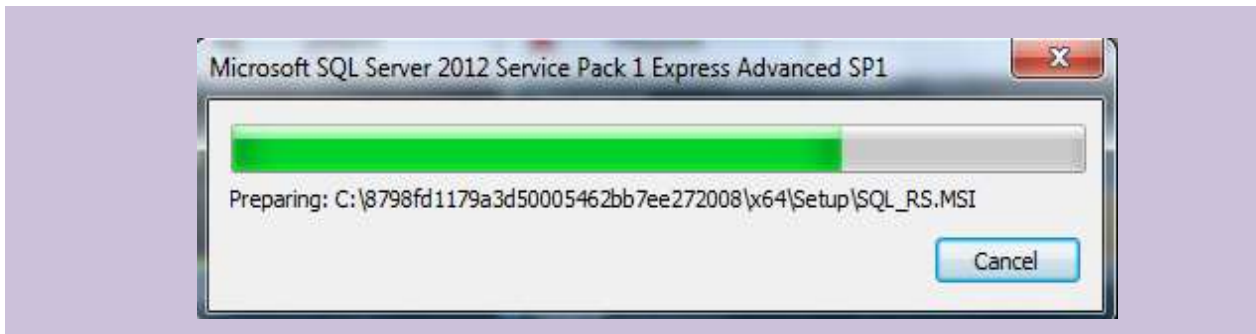 Microsoft SQL Server 2012 Service Pack 1 Express Advanced SP1
Preparing: C:\8798fd1179a3d50005462bb7ee272008\x64\Setup\SQL_RS.MSI
Cancel